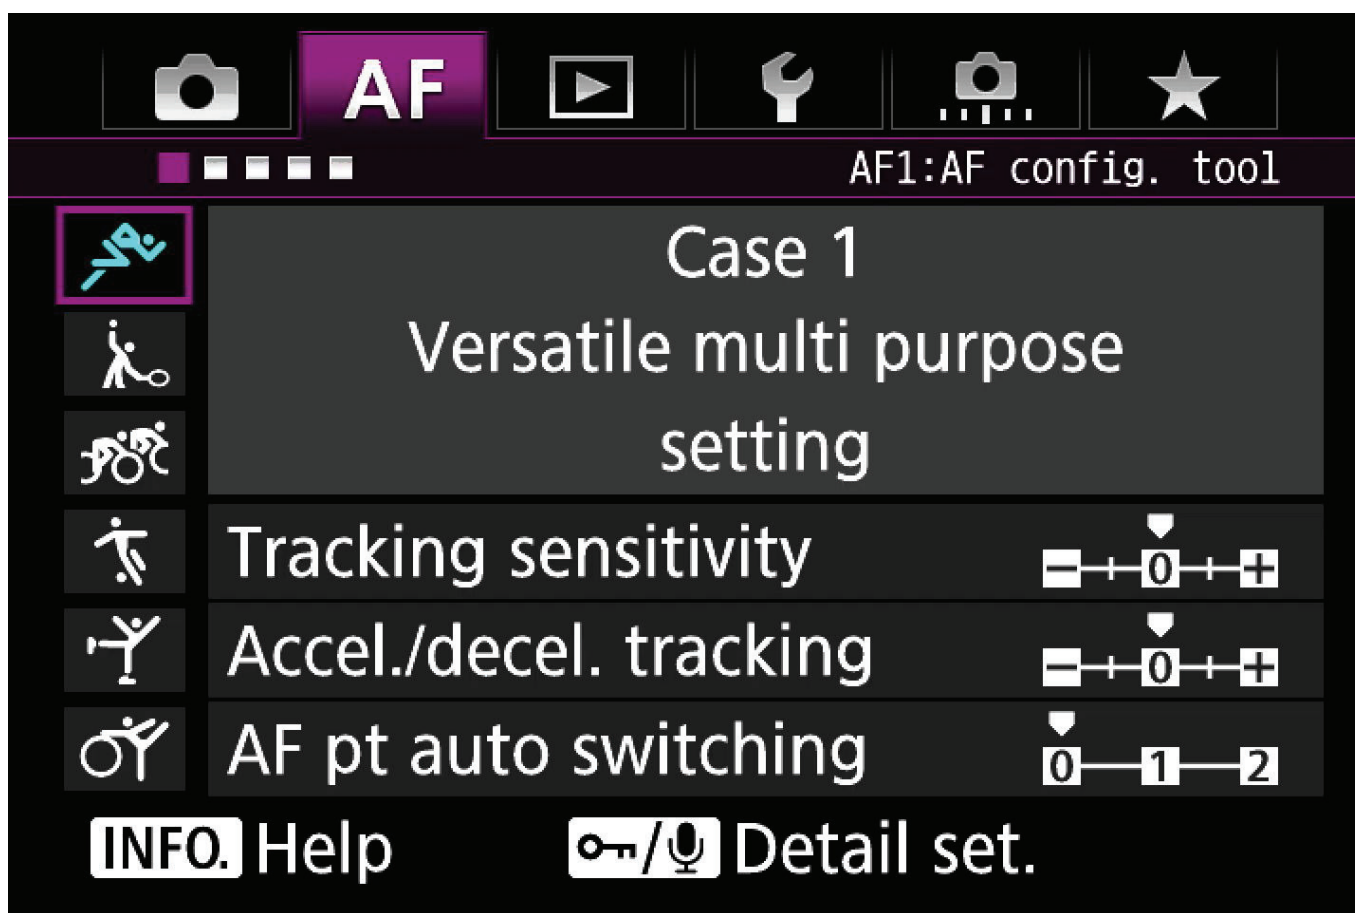 AF
AF1:AF config. tool
Case 1
Versatile multi purpose
setting
Tracking sensitivity
− 0 +
Accel./decel. tracking
− 0 +
AF pt auto switching
0 1 2
INFO. Help / Detail set.